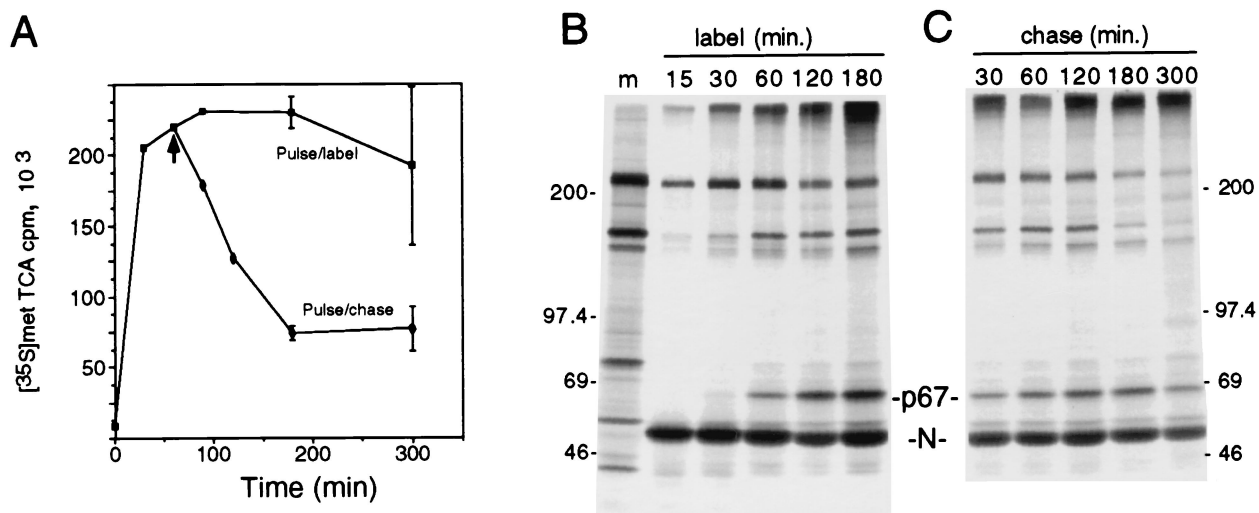 A
[35S]met TCA cpm, 10 3
200
150
100
50
Pulse/label
Pulse/chase
0 100 200 300
Time (min)
B
label (min.)
m 15 30 60 120 180
200-
97.4-
69-
46-
-p67-
-N-
C
chase (min.)
30 60 120 180 300
- 200
- 97.4
- 69
- 46